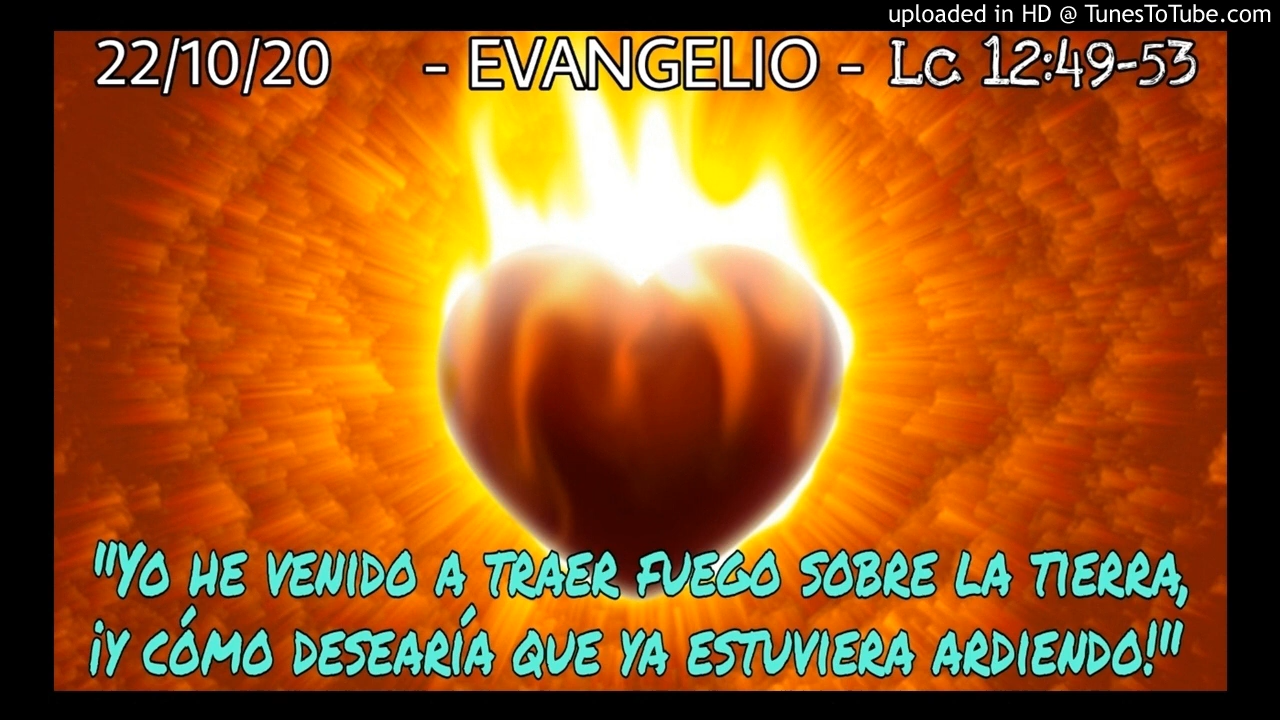 uploaded in HD @ TunesToTube.com
22/10/20 - EVANGELIO - Lc 12:49-53
"Yo he venido a traer fuego sobre la tierra,
¡y cómo desearía que ya estuviera ardiendo!"